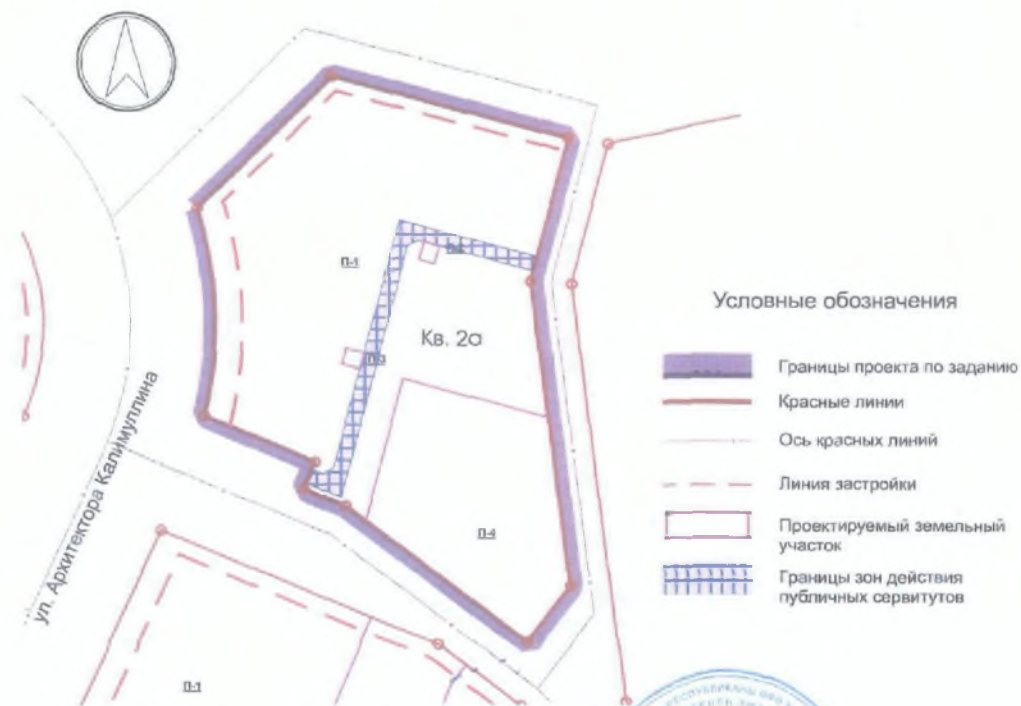 П-1
Кв. 2а
П-4
ул. Архитектора Калимуллина
П-1
Условные обозначения
Границы проекта по заданию
Красные линии
Ось красных линий
Линия застройки
Проектируемый земельный
участок
Границы зон действия
публичных сервитутов